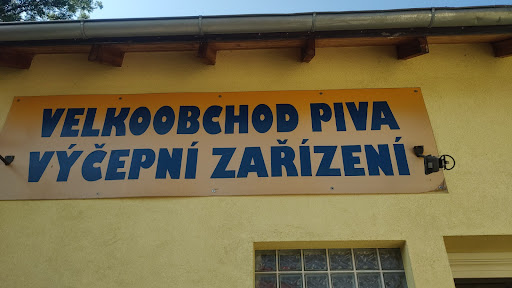 VELKOOBCHOD PIVA
VÝČEPNÍ ZAŘÍZENÍ